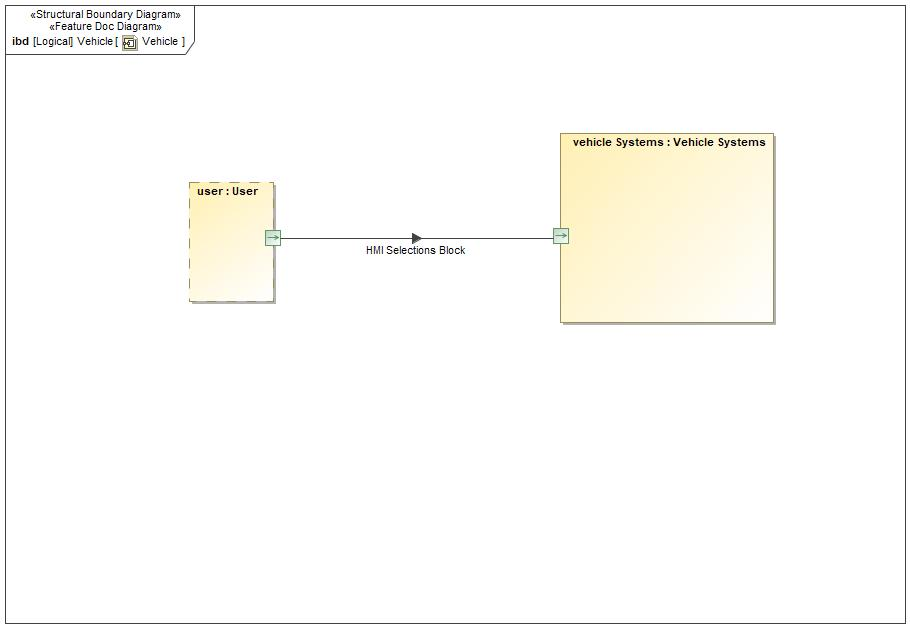 «Structural Boundary Diagram»
«Feature Doc Diagram»
ibd [Logical] Vehicle [ Vehicle ]
vehicle Systems : Vehicle Systems
user : User
HMI Selections Block